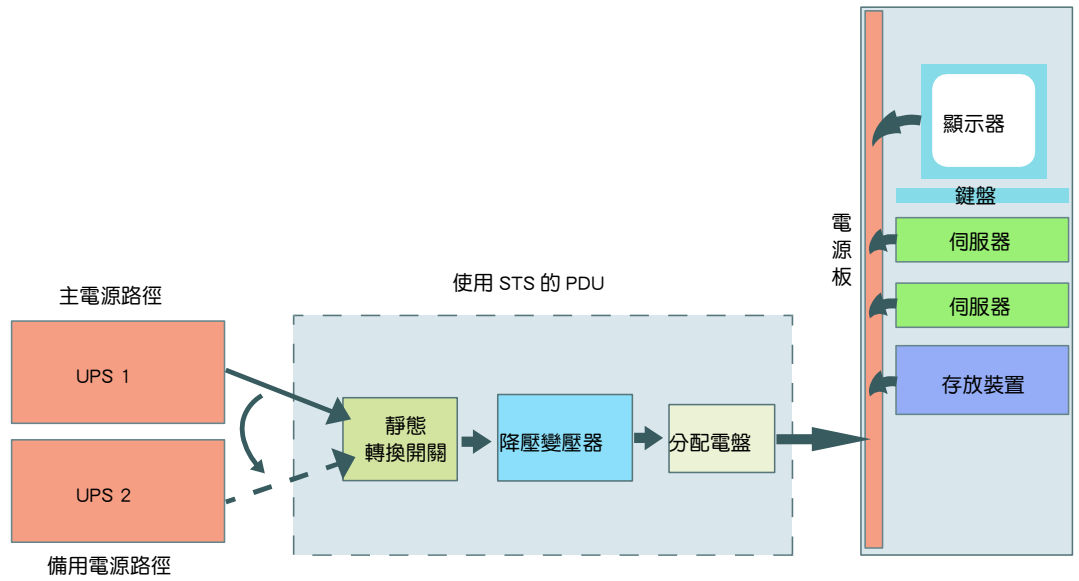 主電源路徑
UPS 1
UPS 2
備用電源路徑
使用 STS 的 PDU
靜態
轉換開關
降壓變壓器
分配電盤
電
源
板
顯示器
鍵盤
伺服器
伺服器
存放裝置